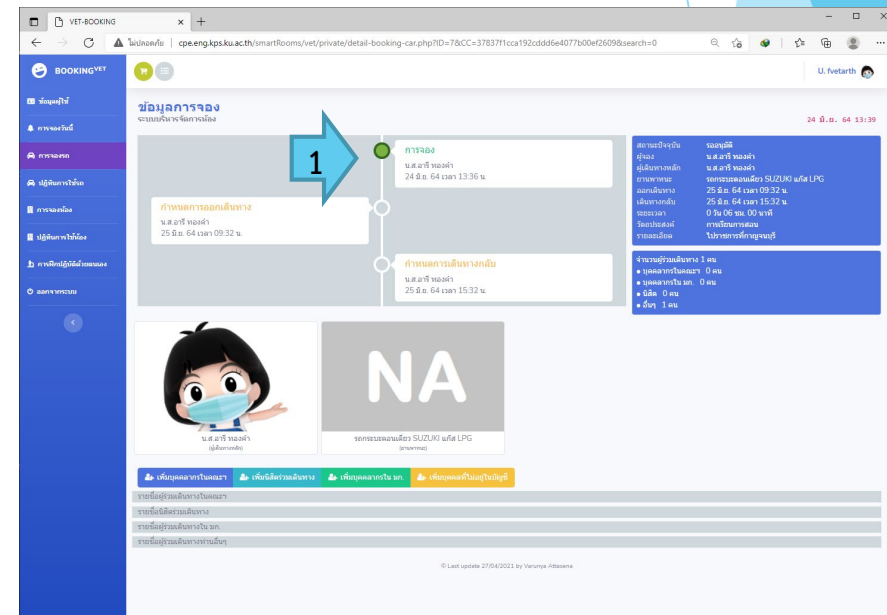 VET-BOOKING
ไม่ปลอดภัย | cpe.eng.kps.ku.ac.th/smartRooms/vet/private/detail-booking-car.php?ID=7&CC=37837f1cca192cddd6e4077b00ef2609&search=0
BOOKINGVET
U. fvetarth
ข้อมูลผู้ใช้
การจองวันนี้
การจองรถ
ปฏิทินการใช้รถ
การจองห้อง
ปฏิทินการใช้ห้อง
การฝึกปฏิบัติด้วยตนเอง
ออกจากระบบ
ข้อมูลการจอง
ระบบบริหารจัดการห้อง
24 มิ.ย. 64 13:39
1
การจอง
น.ส.อารี ทองคำ
24 มิ.ย. 64 เวลา 13:36 น.
กำหนดการออกเดินทาง
น.ส.อารี ทองคำ
25 มิ.ย. 64 เวลา 09:32 น.
กำหนดการเดินทางกลับ
น.ส.อารี ทองคำ
25 มิ.ย. 64 เวลา 15:32 น.
สถานะปัจจุบัน รออนุมัติ
ผู้จอง น.ส.อารี ทองคำ
ผู้เดินทางหลัก น.ส.อารี ทองคำ
ยานพาหนะ รถกระบะตอนเดียว SUZUKI แก๊ส LPG
ออกเดินทาง 25 มิ.ย. 64 เวลา 09:32 น.
เดินทางกลับ 25 มิ.ย. 64 เวลา 15:32 น.
ระยะเวลา 0 วัน 06 ชม. 00 นาที
วัตถุประสงค์ การเรียนการสอน
รายละเอียด ไปราชการที่กาญจนบุรี
จำนวนผู้ร่วมเดินทาง 1 คน
● บุคคลากรในคณะฯ 0 คน
● บุคลากรใน มก. 0 คน
● นิสิต 0 คน
● อื่นๆ 1 คน
NA
น.ส.อารี ทองคำ
(ผู้เดินทางหลัก)
รถกระบะตอนเดียว SUZUKI แก๊ส LPG
(ยานพาหนะ)
เพิ่มบุคคลากรในคณะฯ
เพิ่มนิสิตร่วมเดินทาง
เพิ่มบุคคลากรใน มก.
เพิ่มบุคคลที่ไม่อยู่ในบัญชี
รายชื่อผู้ร่วมเดินทางในคณะฯ
รายชื่อนิสิตร่วมเดินทาง
รายชื่อผู้ร่วมเดินทางใน มก.
รายชื่อผู้ร่วมเดินทางท่านอื่นๆ
© Last update 27/04/2021 by Varunya Attasena